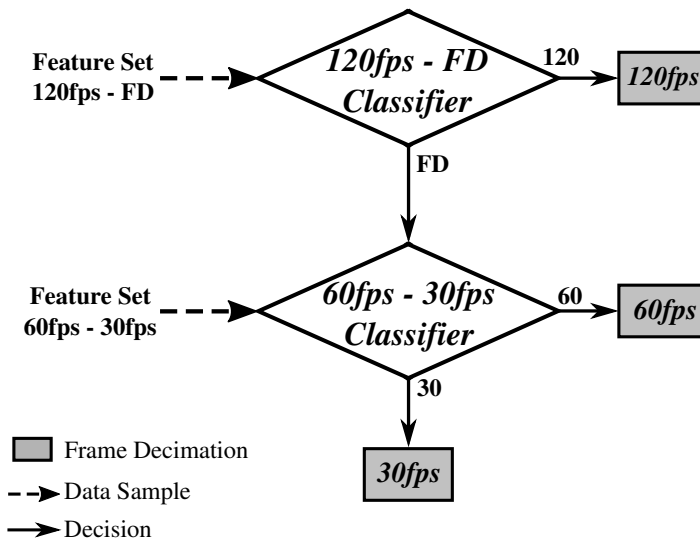 Feature Set
120fps - FD
120fps - FD
Classifier
120
120fps
FD
Feature Set
60fps - 30fps
60fps - 30fps
Classifier
60
60fps
30
30fps
Frame Decimation
Data Sample
Decision